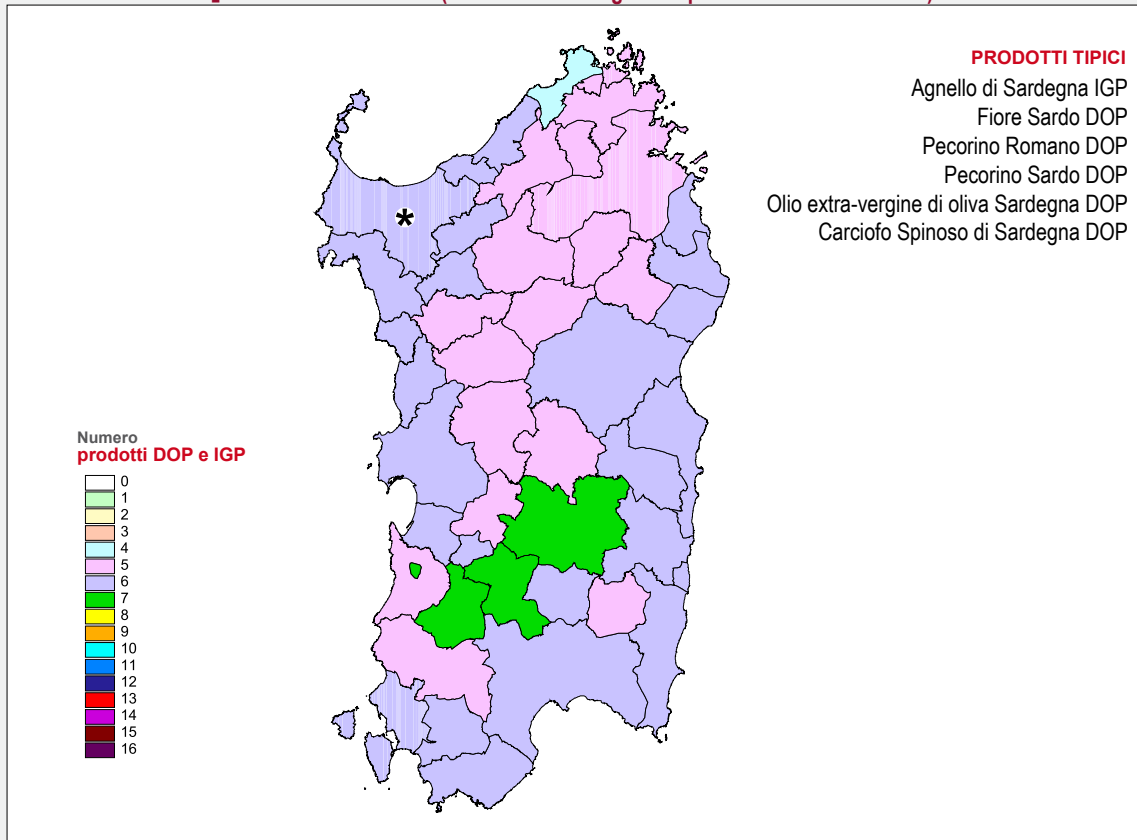 PRODOTTI TIPICI
Agnello di Sardegna IGP
Fiore Sardo DOP
Pecorino Romano DOP
Pecorino Sardo DOP
Olio extra-vergine di oliva Sardegna DOP
Carciofo Spinoso di Sardegna DOP
*
Numero
prodotti DOP e IGP
0
1
2
3
4
5
6
7
8
9
10
11
12
13
14
15
16